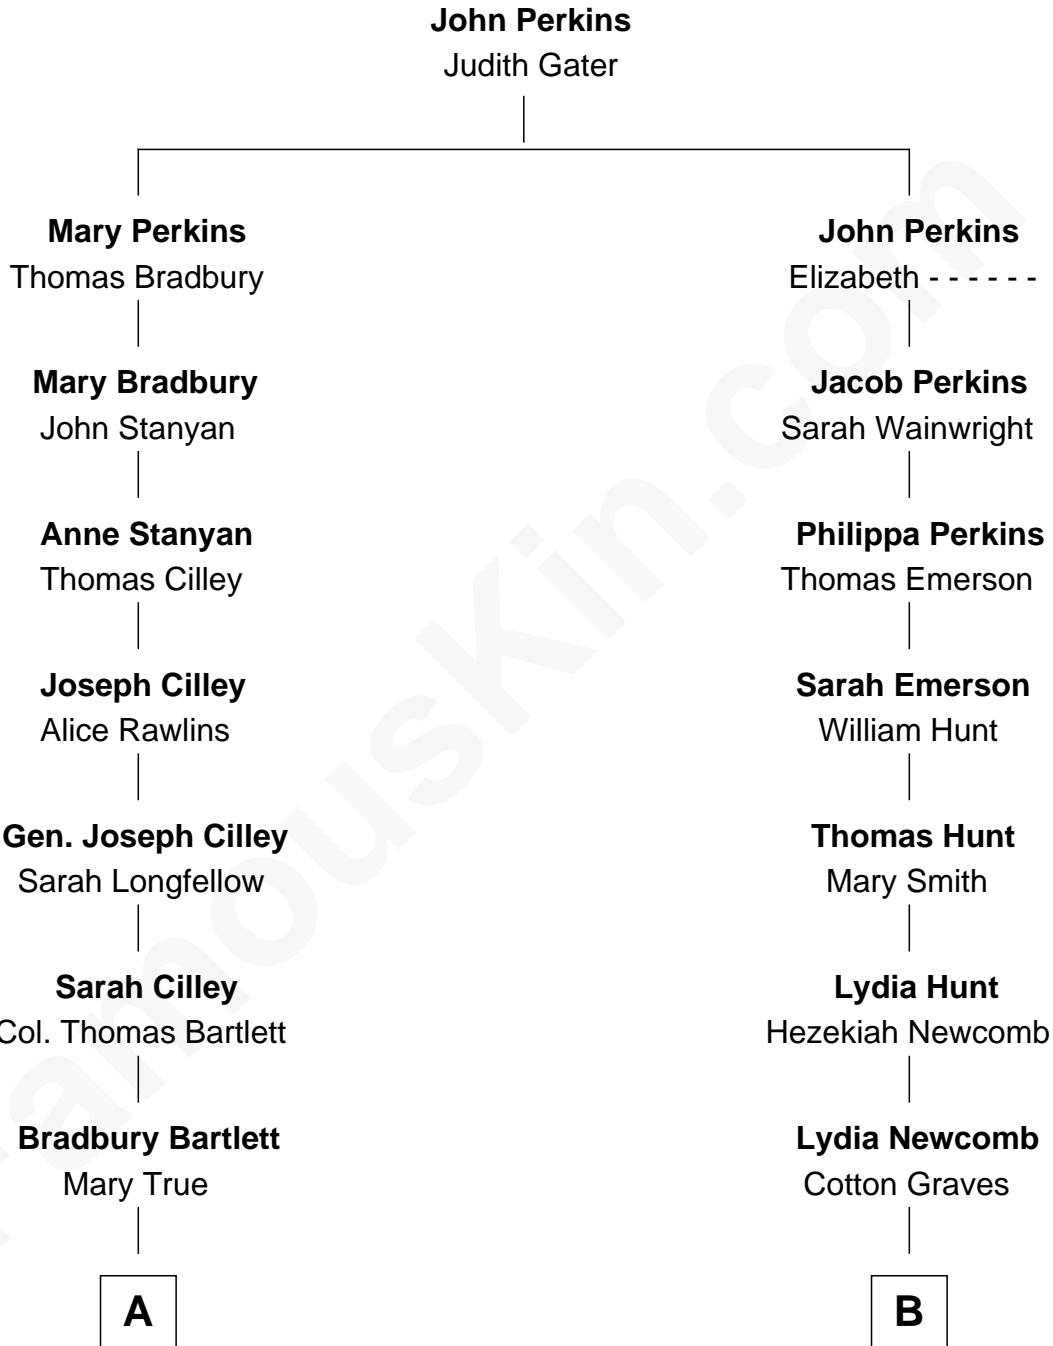 John Perkins
Judith Gater
Mary Perkins
Thomas Bradbury
John Perkins
Elizabeth - - - - - -
Mary Bradbury
John Stanyan
Jacob Perkins
Sarah Wainwright
Anne Stanyan
Thomas Cilley
Philippa Perkins
Thomas Emerson
Joseph Cilley
Alice Rawlins
Sarah Emerson
William Hunt
Gen. Joseph Cilley
Sarah Longfellow
Thomas Hunt
Mary Smith
Sarah Cilley
Col. Thomas Bartlett
Lydia Hunt
Hezekiah Newcomb
Bradbury Bartlett
Mary True
Lydia Newcomb
Cotton Graves
A
B
FamousKin.com